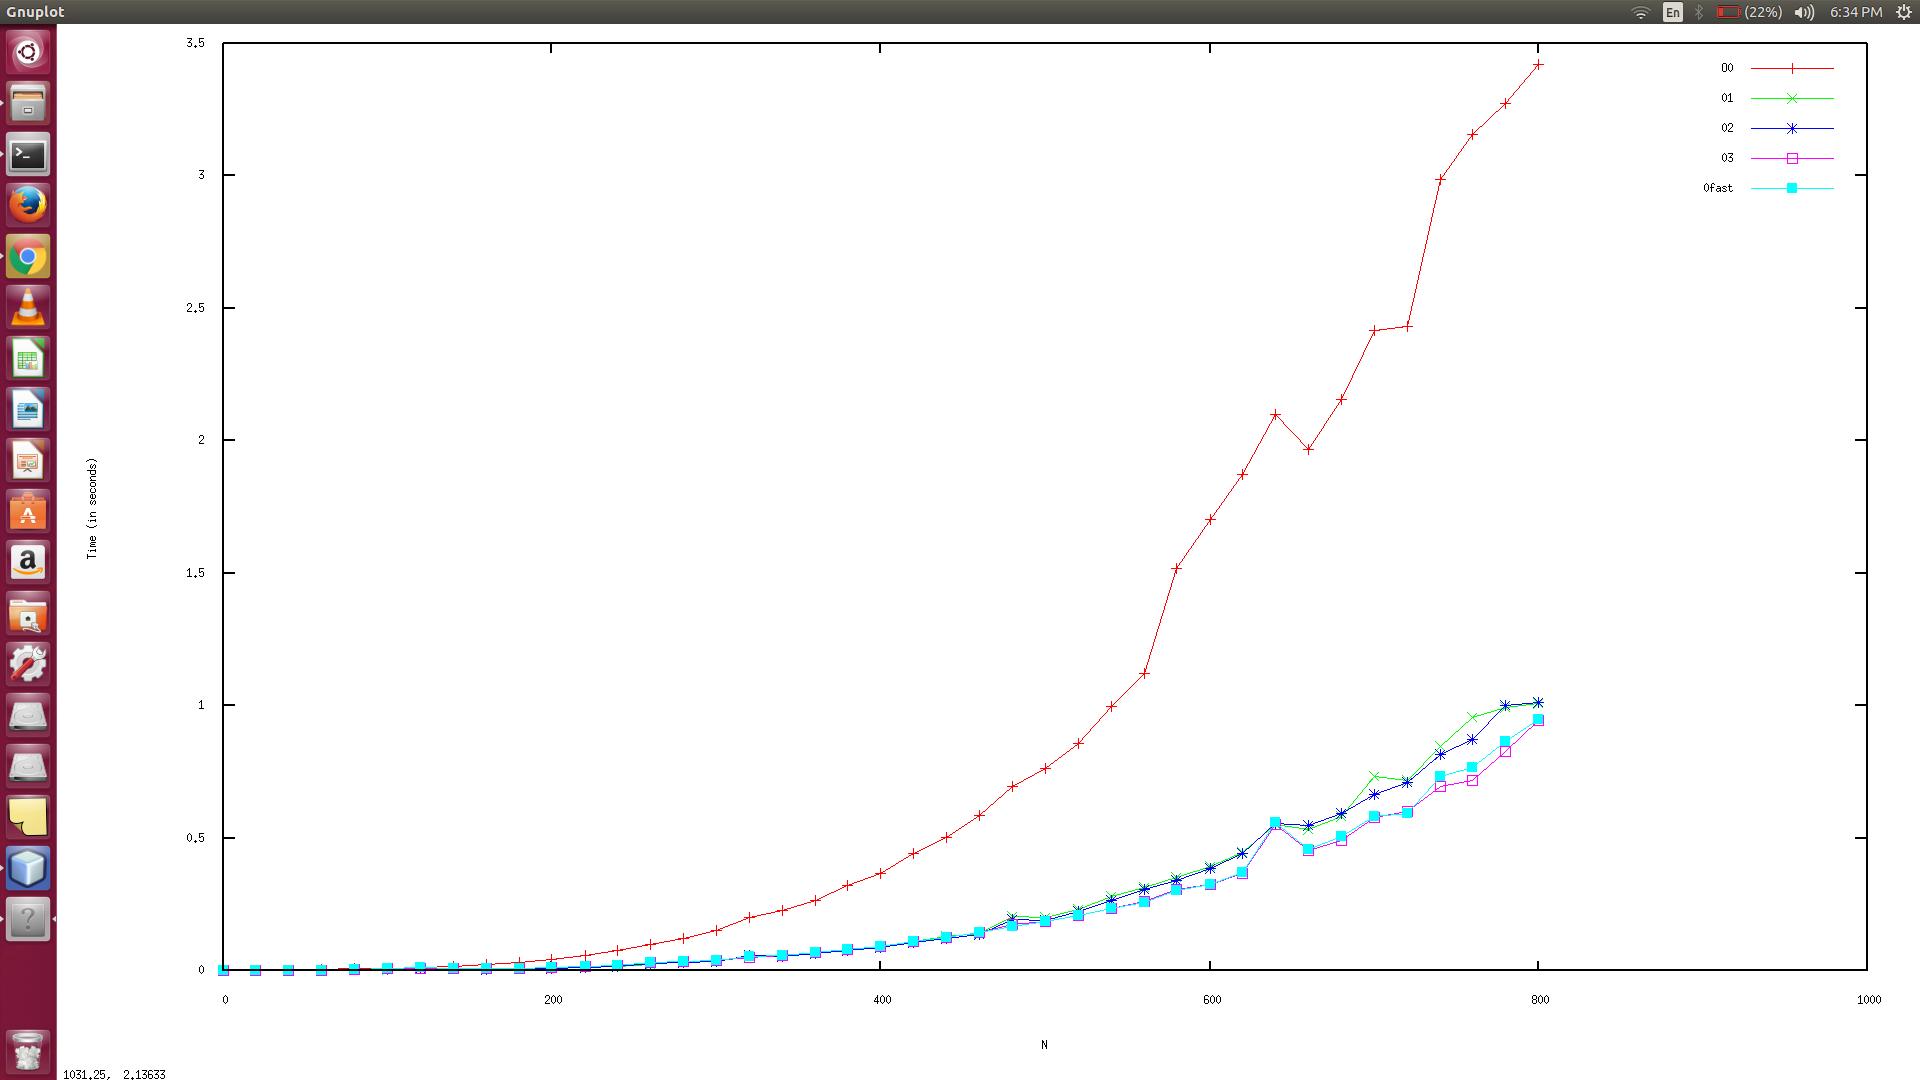 Gnuplot
En
(22%)
6:34 PM
3.5
3
2.5
2
1.5
1
0.5
0
0
200
400
600
800
1000
Time (in seconds)
N
O0
O1
O2
O3
Ofast
1031.25, 2.13633